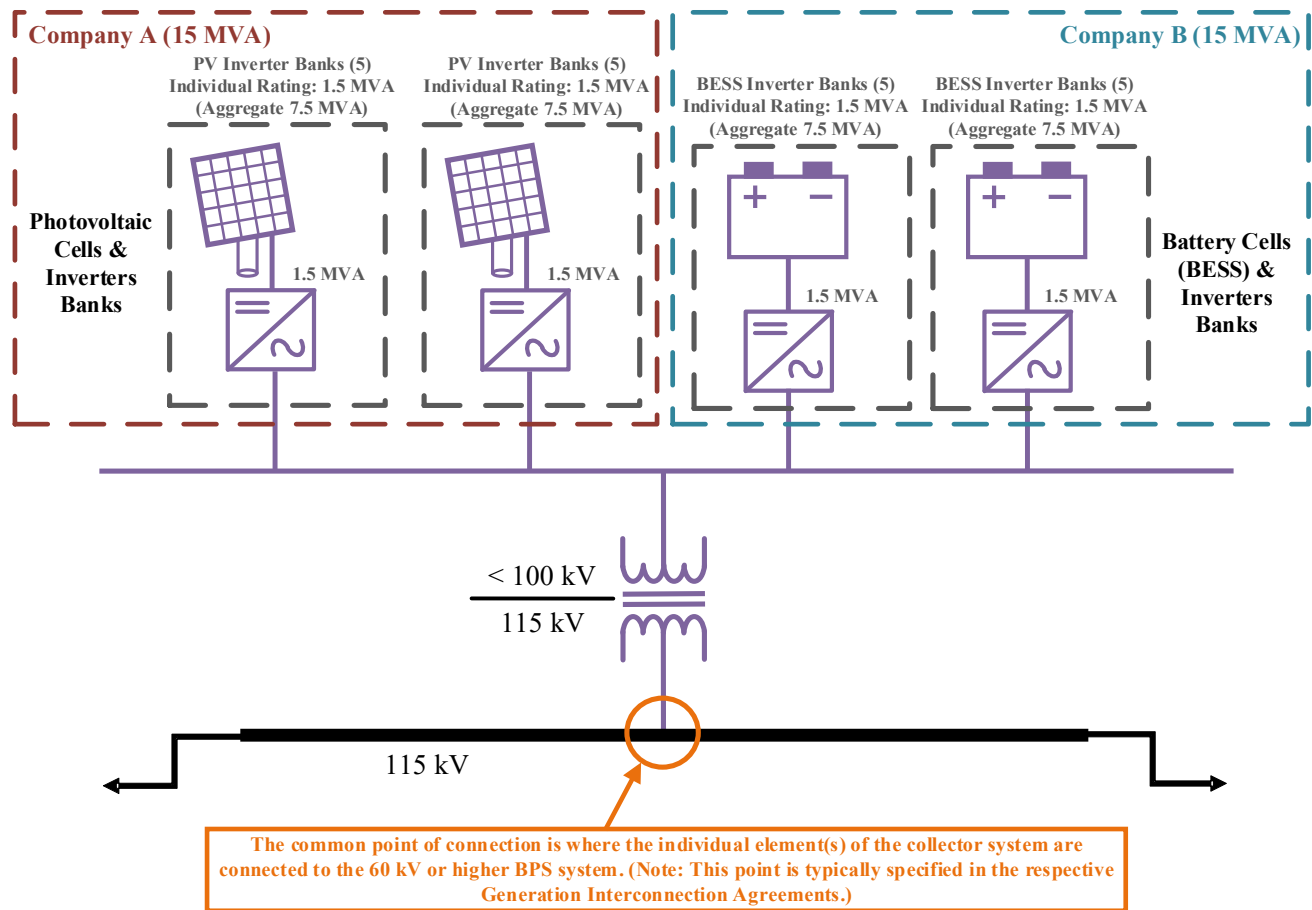 Company A (15 MVA)
Company B (15 MVA)
PV Inverter Banks (5)
Individual Rating: 1.5 MVA
(Aggregate 7.5 MVA)
PV Inverter Banks (5)
Individual Rating: 1.5 MVA
(Aggregate 7.5 MVA)
BESS Inverter Banks (5)
Individual Rating: 1.5 MVA
(Aggregate 7.5 MVA)
BESS Inverter Banks (5)
Individual Rating: 1.5 MVA
(Aggregate 7.5 MVA)
Photovoltaic
Cells &
Inverters
Banks
1.5 MVA
1.5 MVA
+ −
1.5 MVA
+ −
1.5 MVA
Battery Cells
(BESS) &
Inverters
Banks
< 100 kV
115 kV
115 kV
The common point of connection is where the individual element(s) of the collector system are
connected to the 60 kV or higher BPS system. (Note: This point is typically specified in the respective
Generation Interconnection Agreements.)